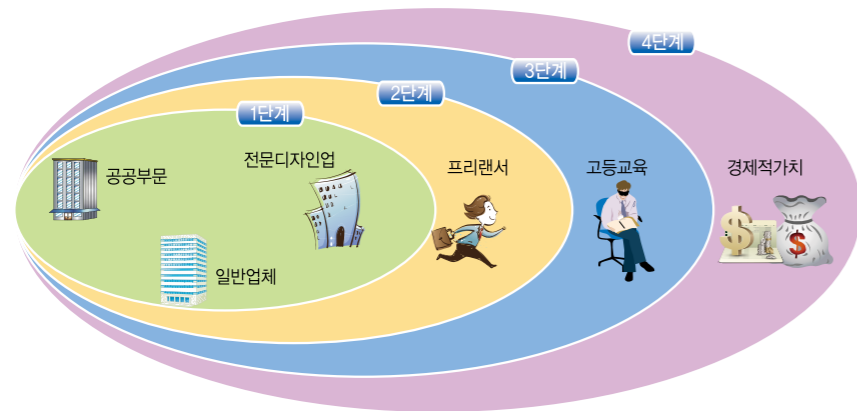 4단계
3단계
2단계
1단계
전문디자인업
프리랜서
고등교육
경제적가치
공공부문
일반업체